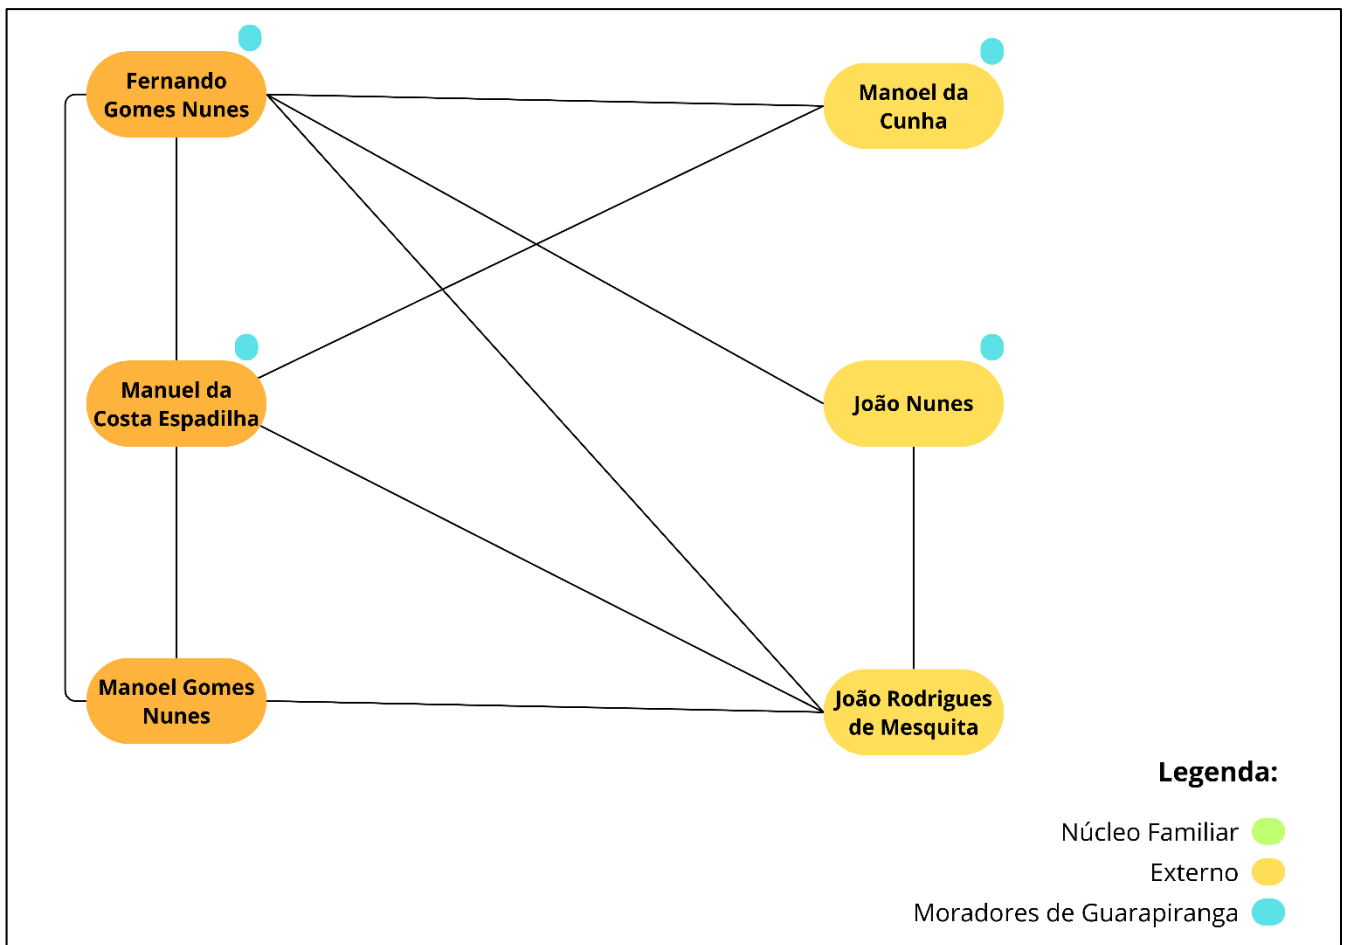 Fernando
Gomes Nunes
Manoel da
Cunha
Manuel da
Costa Espadilha
João Nunes
Manoel Gomes
Nunes
João Rodrigues
de Mesquita
Legenda:
Núcleo Familiar
Externo
Moradores de Guarapiranga